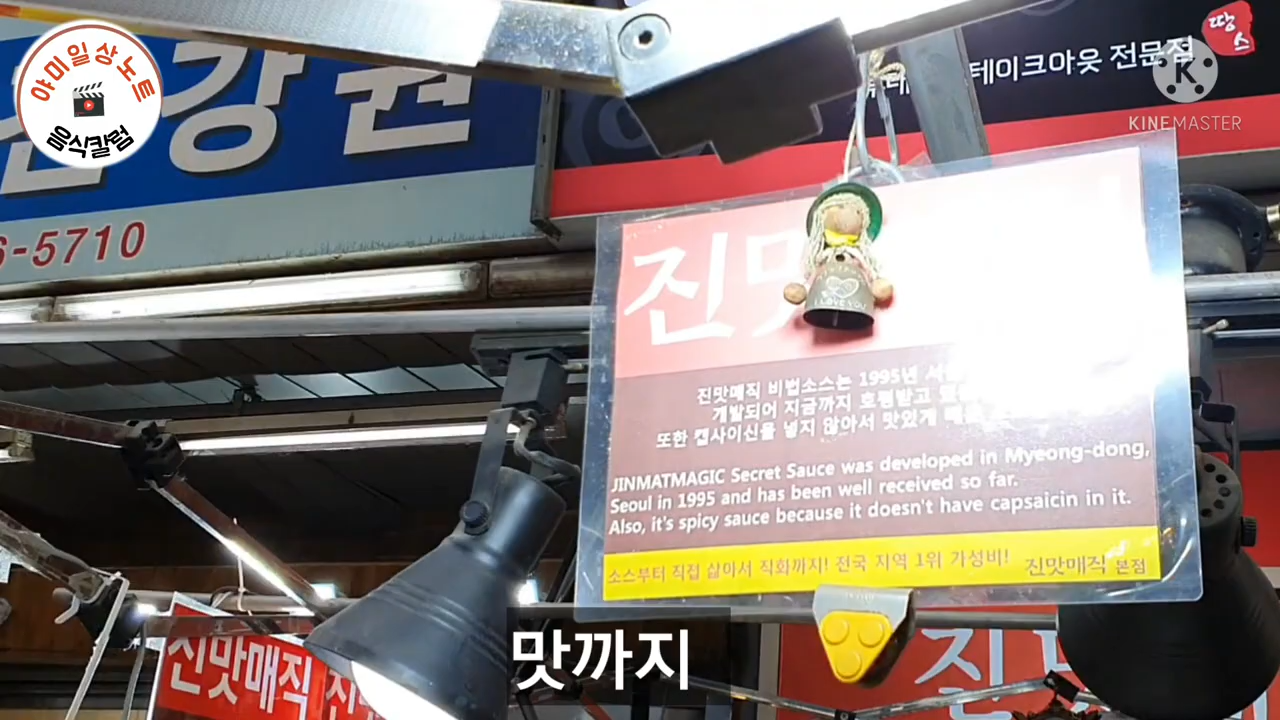 야미일상노트
음식칼럼
강원
6-5710
테이크아웃 전문점
땅스
K
KINEMASTER
진맛
I LOVE YOU
진맛매직 비법소스는 1995년
개발되어 지금까지 호평받고
또한 캡사이신을 넣지 않아서 맛있게
JINMATMAGIC Secret Sauce was developed in Myeong-dong,
Seoul in 1995 and has been well received so far.
Also, it's spicy sauce because it doesn't have capsaicin in it.
소스부터 직접 삶아서 직화까지! 전국 지역 1위 가성비! 진맛매직 본점
진맛매직 진
맛까지
진